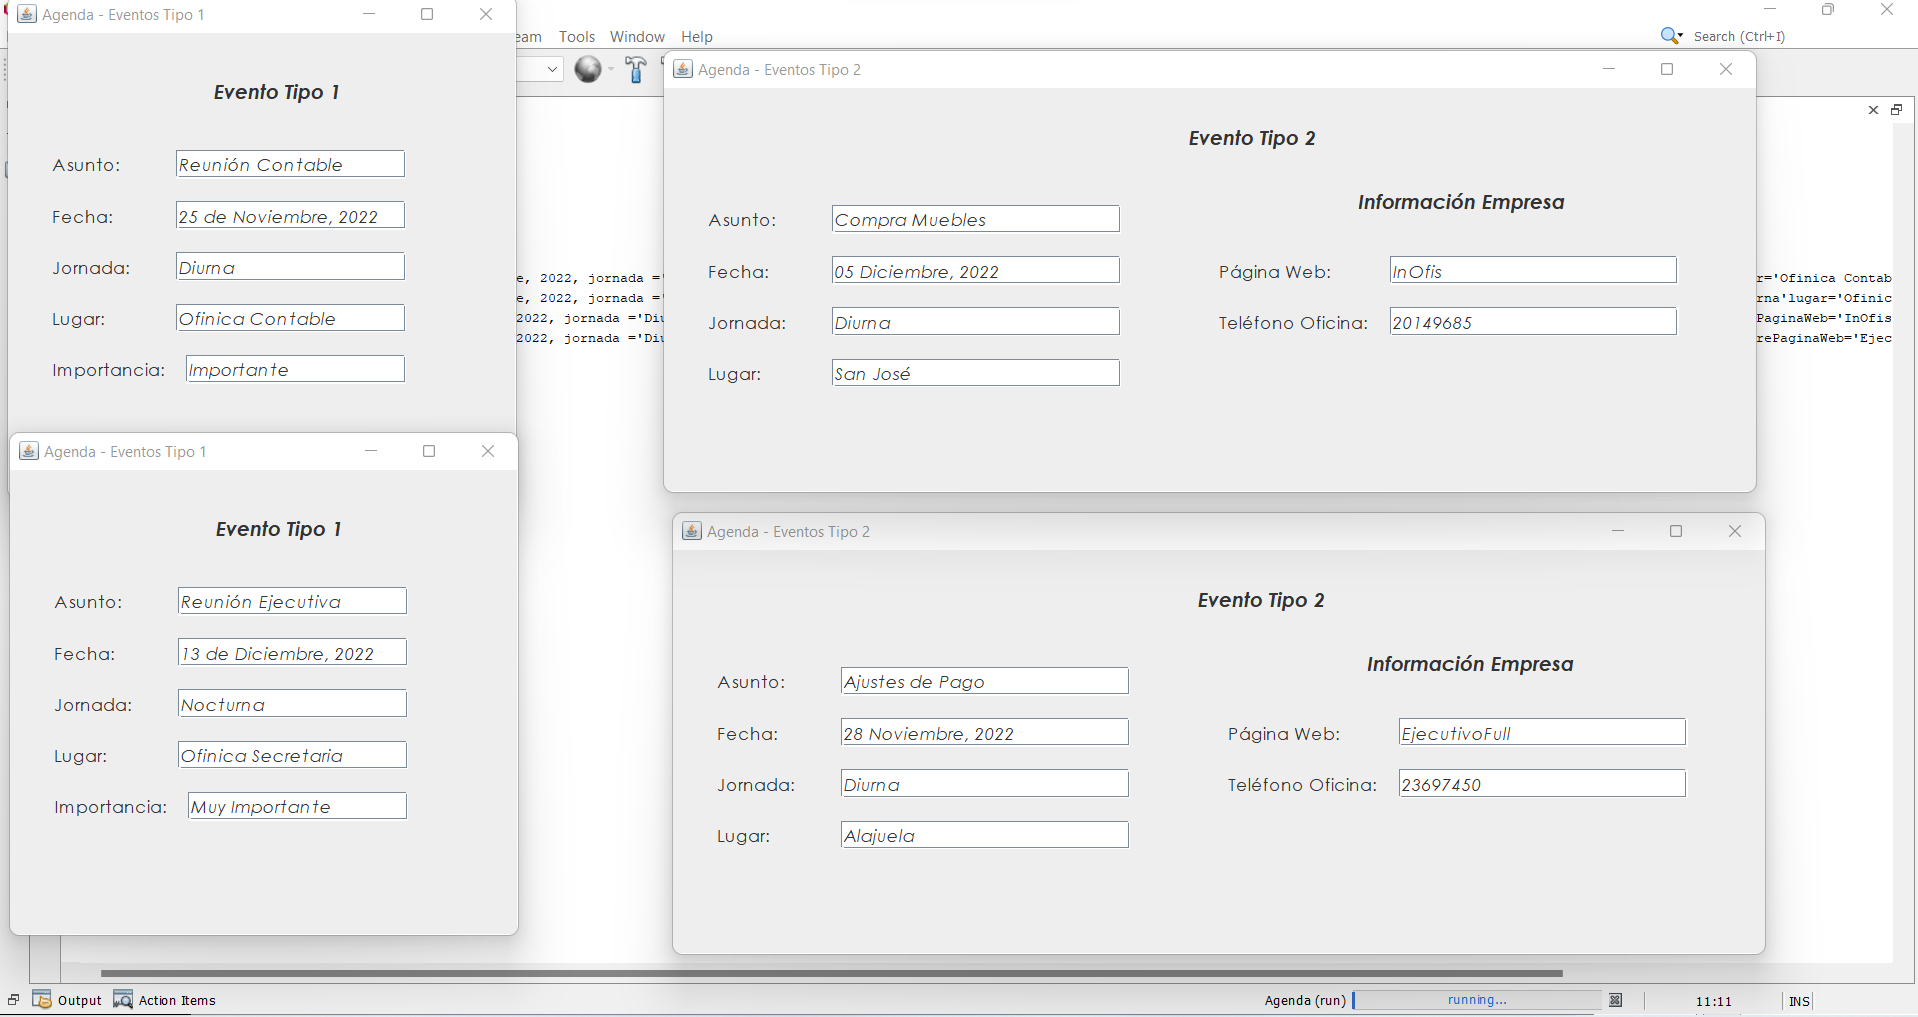 Agenda - Eventos Tipo 1
Evento Tipo 1
Asunto: Reunión Contable
Fecha: 25 de Noviembre, 2022
Jornada: Diurna
Lugar: Ofinica Contable
Importancia: Importante
Agenda - Eventos Tipo 1
Evento Tipo 1
Asunto: Reunión Ejecutiva
Fecha: 13 de Diciembre, 2022
Jornada: Nocturna
Lugar: Ofinica Secretaria
Importancia: Muy Importante
eam Tools Window Help
Search (Ctrl+I)
Agenda - Eventos Tipo 2
Evento Tipo 2
Información Empresa
Asunto: Compra Muebles
Fecha: 05 Diciembre, 2022
Página Web: InOfis
Jornada: Diurna
Teléfono Oficina: 20149685
Lugar: San José
e, 2022, jornada ='
r='Ofinica Contab
e, 2022, jornada ='
rna'lugar='Ofinic
2022, jornada ='Diu
PaginaWeb='InOfis
2022, jornada ='Diu
rePaginaWeb='Ejec
Agenda - Eventos Tipo 2
Evento Tipo 2
Información Empresa
Asunto: Ajustes de Pago
Fecha: 28 Noviembre, 2022
Página Web: EjecutivoFull
Jornada: Diurna
Teléfono Oficina: 23697450
Lugar: Alajuela
Output Action Items
Agenda (run) running... 11:11 INS